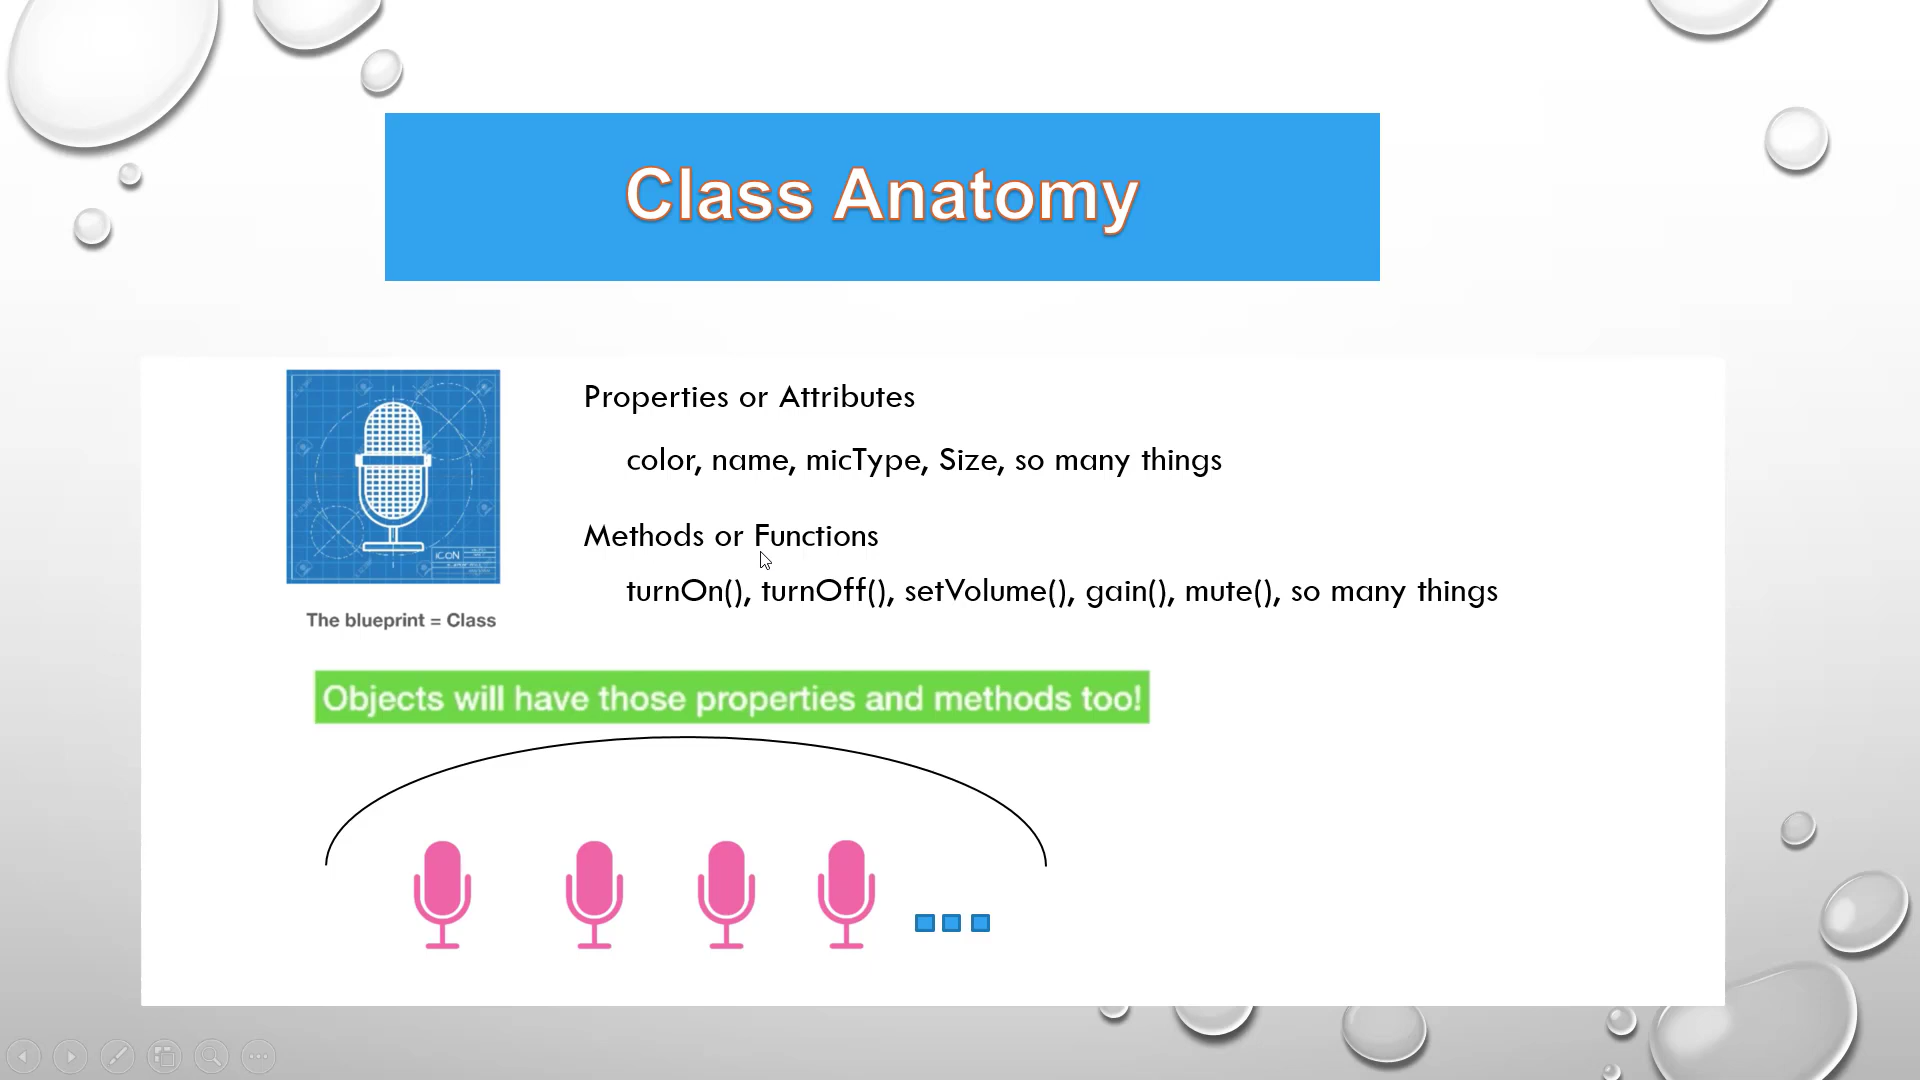 Class Anatomy
Properties or Attributes
color, name, micType, Size, so many things
iCON
Methods or Functions
turnOn(), turnOff(), setVolume(), gain(), mute(), so many things
The blueprint = Class
Objects will have those properties and methods too!